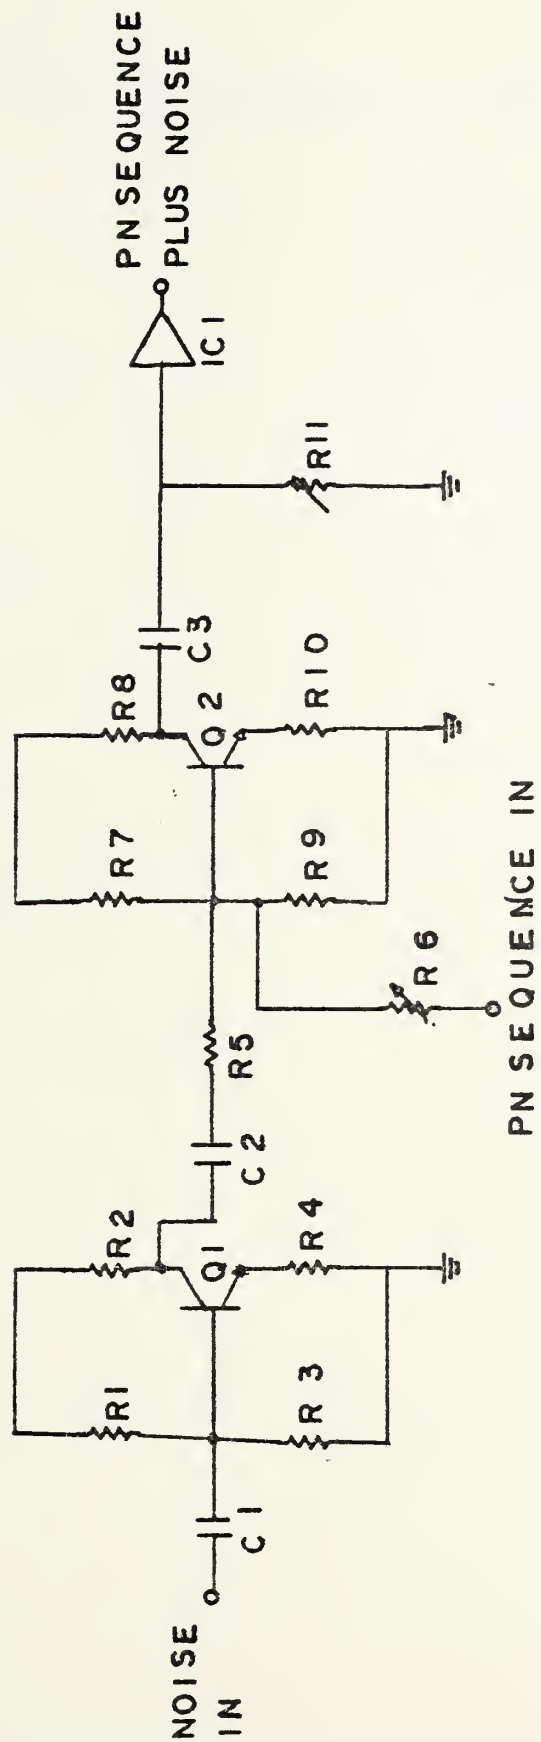 NOISE
IN
C1
R1
R2
R3
R4
Q1
C2
R5
R7
R8
Q2
R9
R10
R6
PN SEQUENCE IN
C3
R11
IC1
PN SEQUENCE
PLUS NOISE